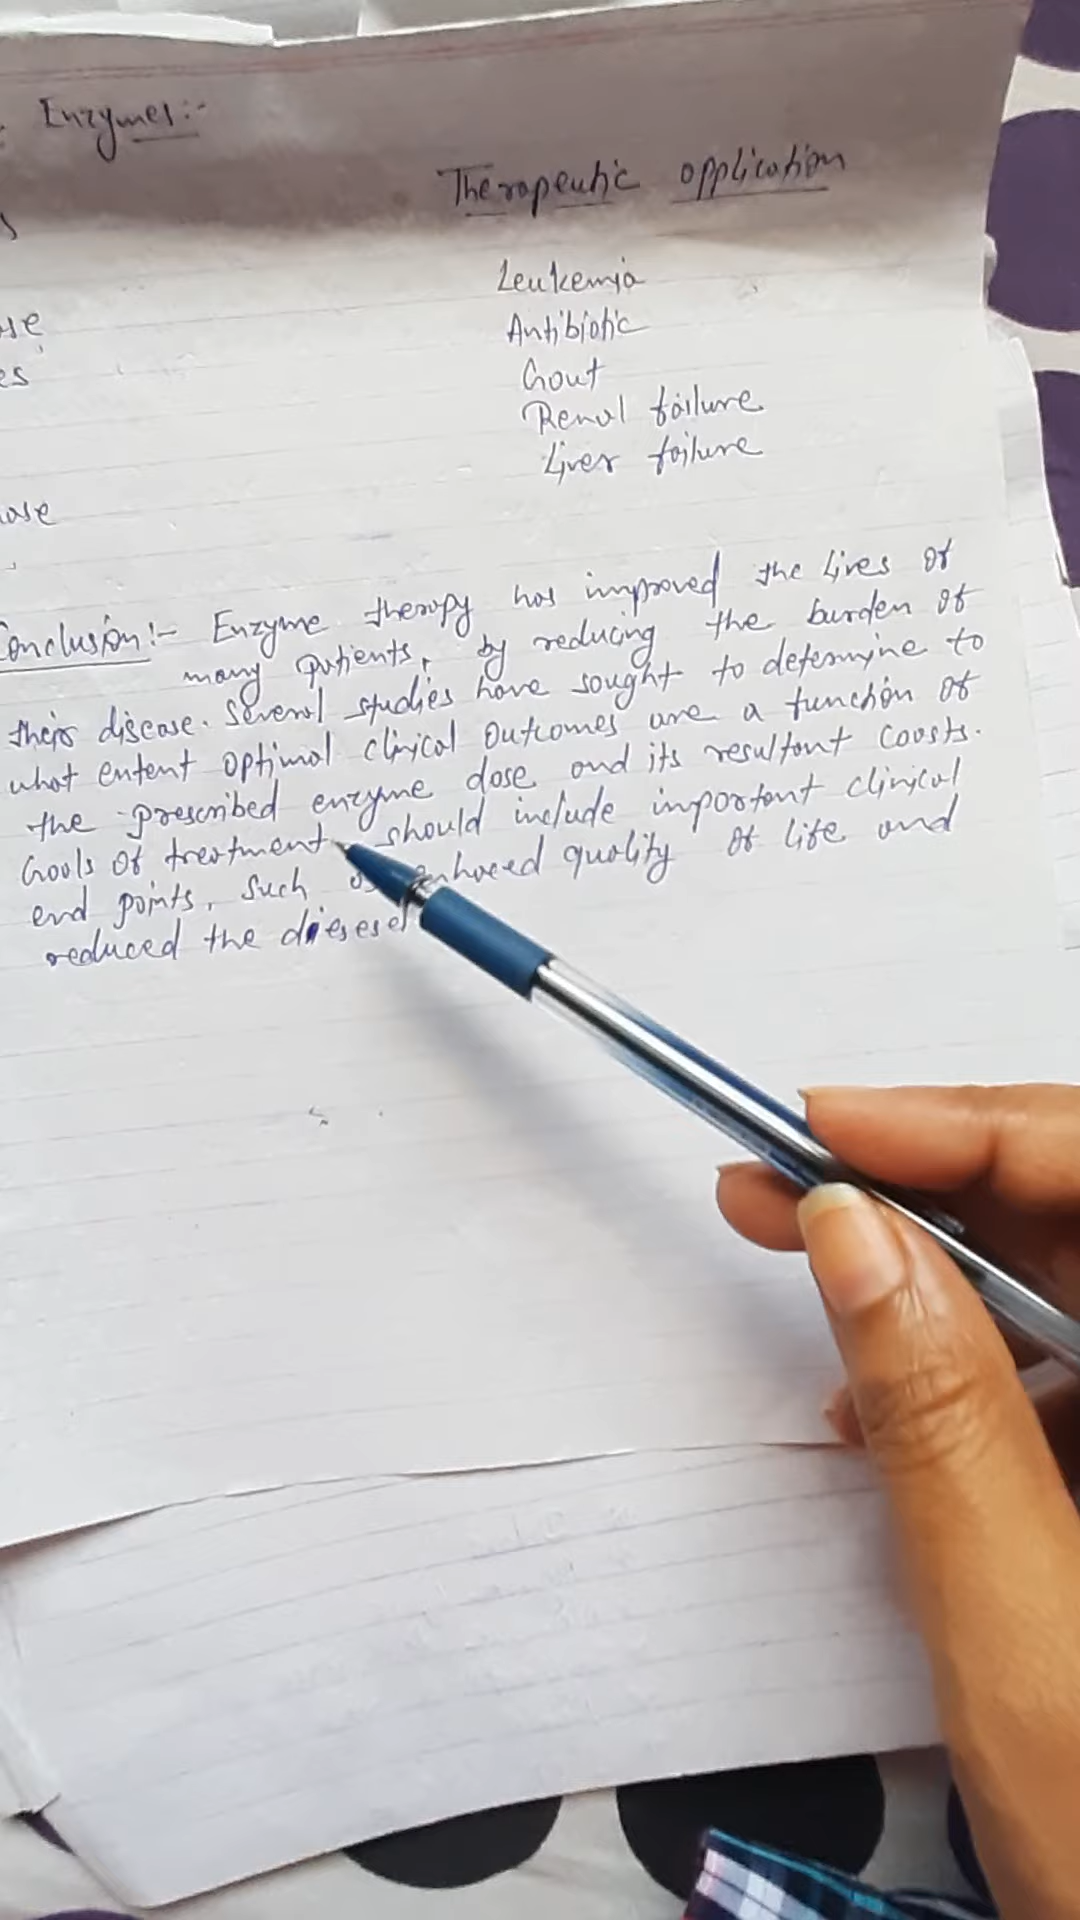 Enzymes:-
Therapeutic application
Leukemia
Antibiotic
Gout
Renal failure
Liver failure
Conclusion:- Enzyme therapy has improved the lives of
many patients, by reducing the burden of
their disease. Several studies have sought to determine to
what extent optimal clinical outcomes are a function of
the prescribed enzyme dose and its resultant coasts.
Goals of treatment should include important clinical
end points, such as enhaced quality of life and
reduced the dieseses